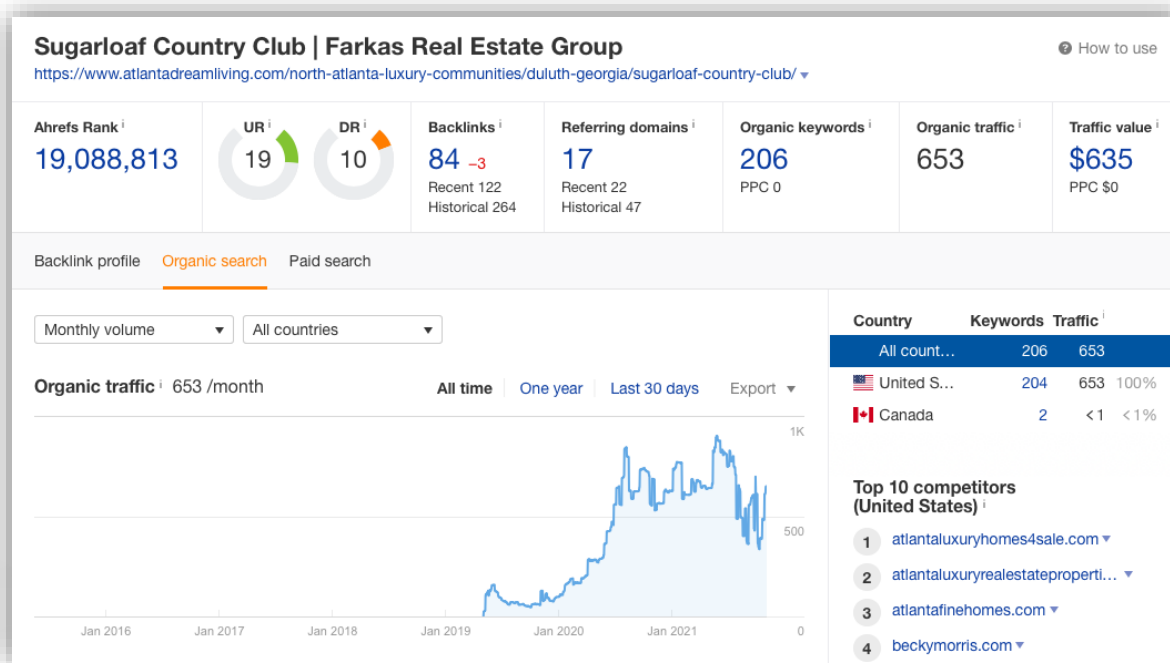 Sugarloaf Country Club | Farkas Real Estate Group
How to use
https://www.atlantadreamliving.com/north-atlanta-luxury-communities/duluth-georgia/sugarloaf-country-club/
Ahrefs Rank
19,088,813
UR
19
DR
10
Backlinks
84 −3
Recent 122
Historical 264
Referring domains
17
Recent 22
Historical 47
Organic keywords
206
PPC 0
Organic traffic
653
Traffic value
$635
PPC $0
Backlink profile Organic search Paid search
Monthly volume
All countries
Organic traffic 653 /month
All time One year Last 30 days Export
1K
500
0
Jan 2016 Jan 2017 Jan 2018 Jan 2019 Jan 2020 Jan 2021
Country Keywords Traffic
All count... 206 653
United S... 204 653 100%
Canada 2 <1 <1%
Top 10 competitors
(United States)
1 atlantaluxuryhomes4sale.com
2 atlantaluxuryrealestateproperti...
3 atlantafinehomes.com
4 beckymorris.com